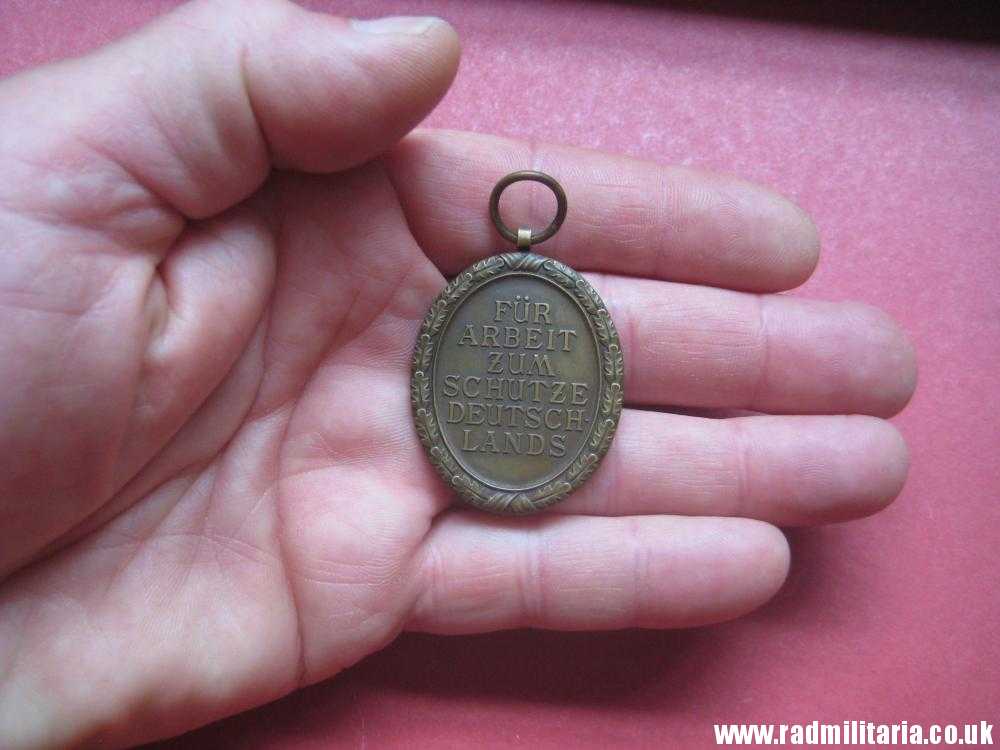 FÜR
ARBEIT
ZUM
SCHUTZE
DEUTSCH-
LANDS
www.radmilitaria.co.uk